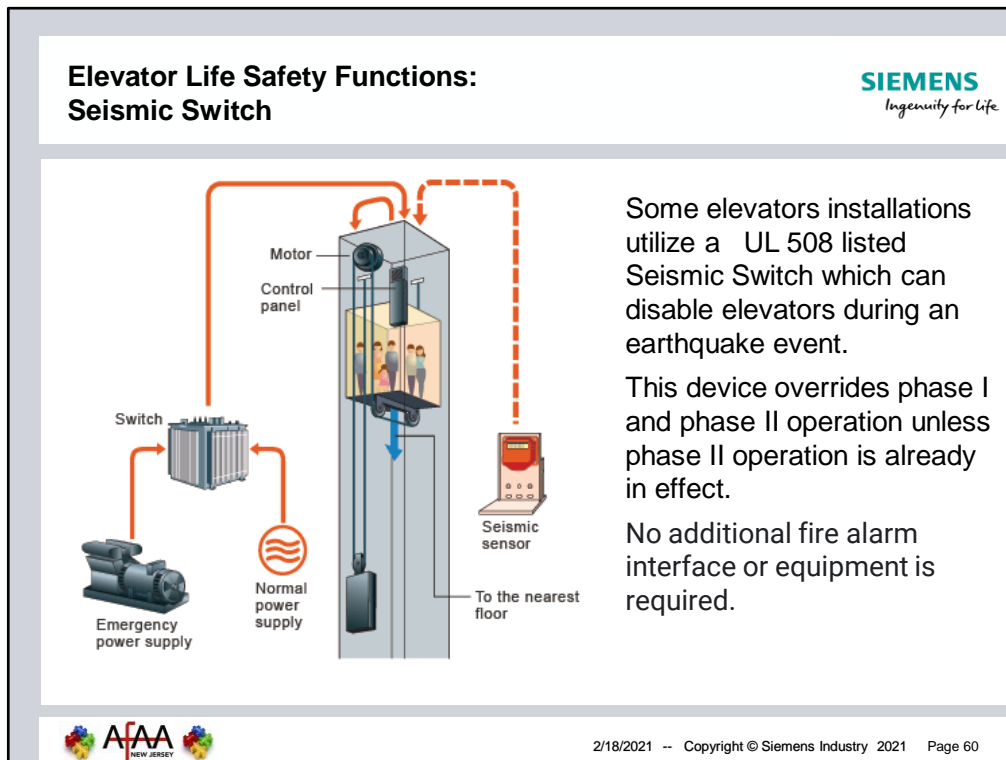 Elevator Life Safety Functions:
Seismic Switch
SIEMENS
Ingenuity for life
Motor
Control
panel
Switch
Seismic
sensor
Normal
power
supply
To the nearest
floor
Emergency
power supply
Some elevators installations
utilize a   UL 508 listed
Seismic Switch which can
disable elevators during an
earthquake event.
This device overrides phase I
and phase II operation unless
phase II operation is already
in effect.
No additional fire alarm
interface or equipment is
required.
AfAA
NEW JERSEY
2/18/2021  --  Copyright © Siemens Industry  2021    Page 60